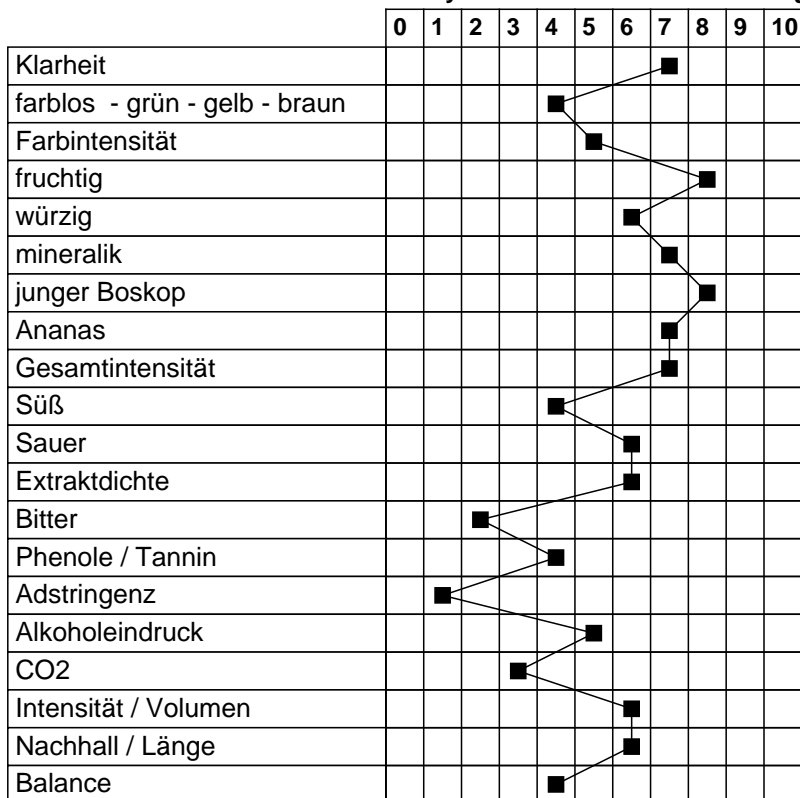 0 1 2 3 4 5 6 7 8 9 10
Klarheit
farblos - grün - gelb - braun
Farbintensität
fruchtig
würzig
mineralik
junger Boskop
Ananas
Gesamtintensität
Süß
Sauer
Extraktdichte
Bitter
Phenole / Tannin
Adstringenz
Alkoholeindruck
CO2
Intensität / Volumen
Nachhall / Länge
Balance